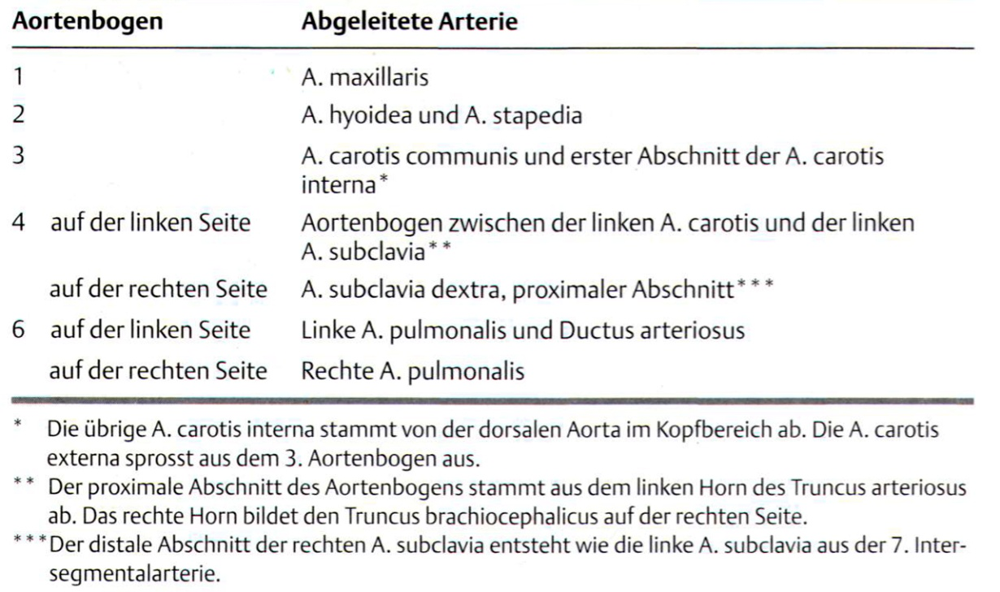 Aortenbogen Abgeleitete Arterie
1 A. maxillaris
2 A. hyoidea und A. stapedia
3 A. carotis communis und erster Abschnitt der A. carotis
interna*
4 auf der linken Seite Aortenbogen zwischen der linken A. carotis und der linken
A. subclavia**
auf der rechten Seite A. subclavia dextra, proximaler Abschnitt***
6 auf der linken Seite Linke A. pulmonalis und Ductus arteriosus
auf der rechten Seite Rechte A. pulmonalis
* Die übrige A. carotis interna stammt von der dorsalen Aorta im Kopfbereich ab. Die A. carotis
externa sprosst aus dem 3. Aortenbogen aus.
** Der proximale Abschnitt des Aortenbogens stammt aus dem linken Horn des Truncus arteriosus
ab. Das rechte Horn bildet den Truncus brachiocephalicus auf der rechten Seite.
***Der distale Abschnitt der rechten A. subclavia entsteht wie die linke A. subclavia aus der 7. Inter-
segmentalarterie.